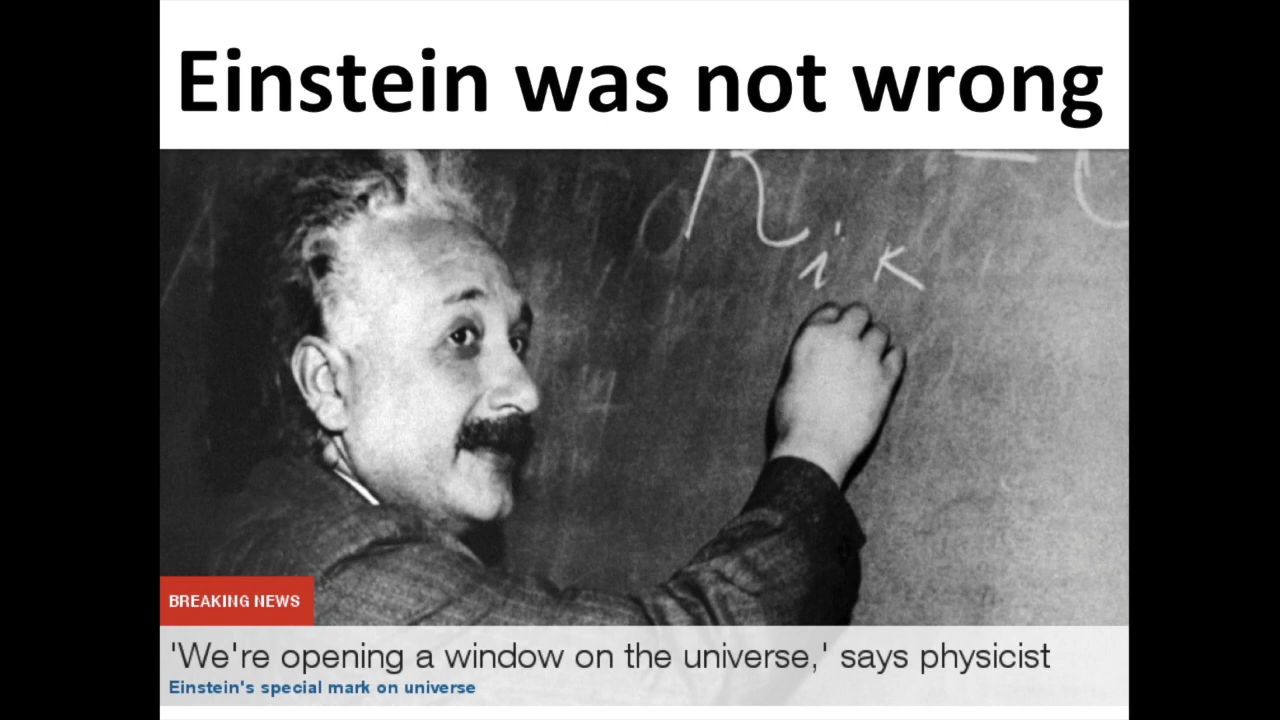 Einstein was not wrong
R i k =
BREAKING NEWS
'We're opening a window on the universe,' says physicist
Einstein's special mark on universe